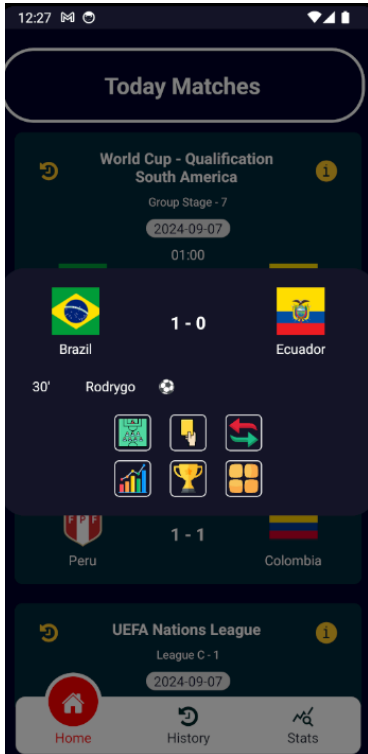 12:27
Today Matches
World Cup - Qualification
South America
Group Stage - 7
2024-09-07
01:00
1 - 0
Brazil
Ecuador
30'
Rodrygo
FPF
1 - 1
Peru
Colombia
UEFA Nations League
League C - 1
2024-09-07
Home
History
Stats